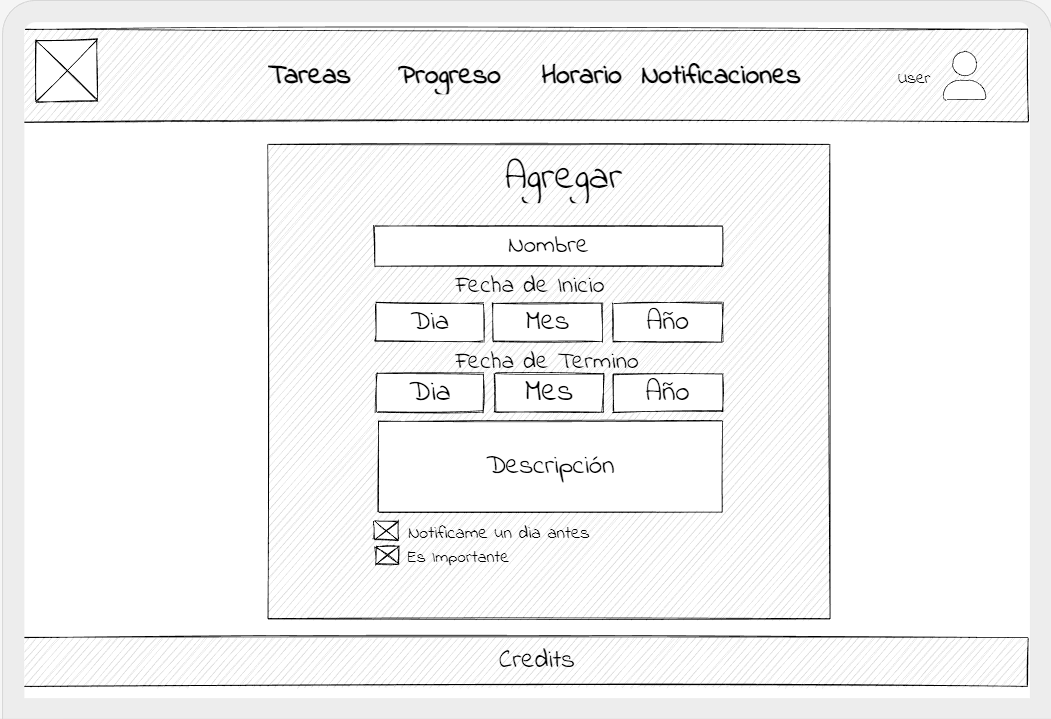 Tareas Progreso Horario Notificaciones user
Agregar
Nombre
Fecha de Inicio
Dia Mes Año
Fecha de Termino
Dia Mes Año
Descripción
Notificame un dia antes
Es Importante
Credits